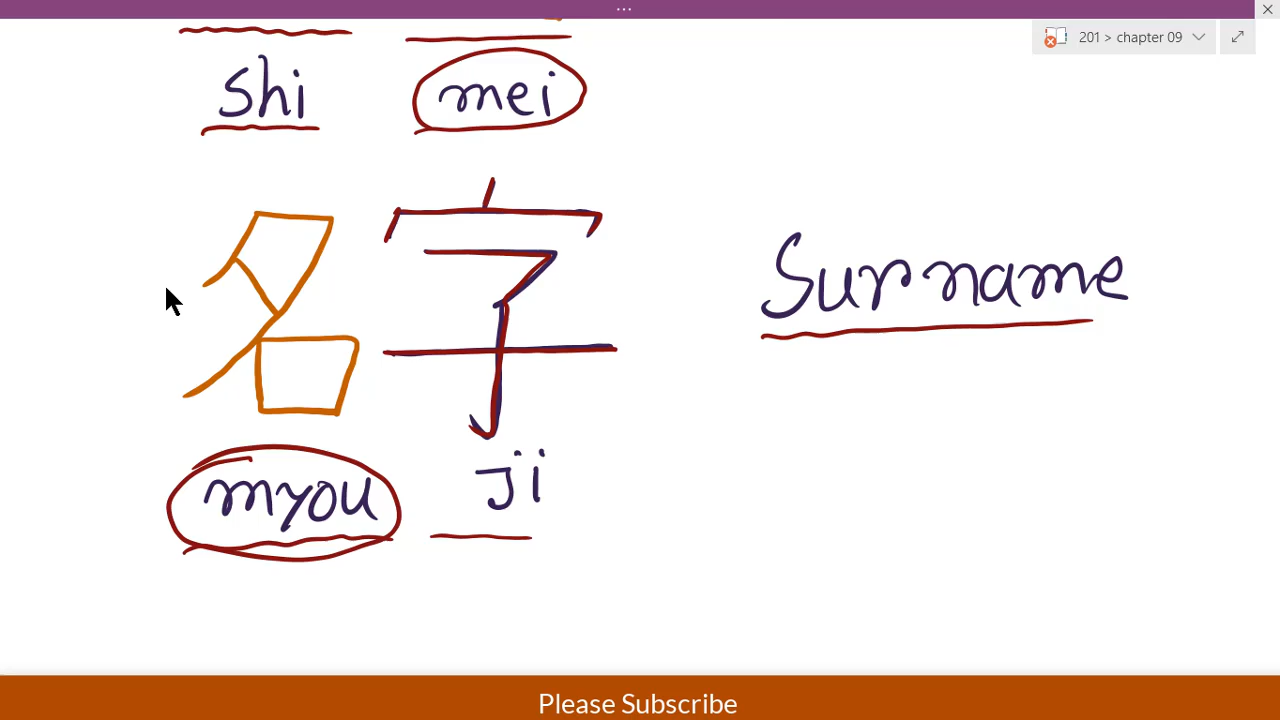 ...
201 > chapter 09
shi mei
名字 Surname
myou ji
Please Subscribe